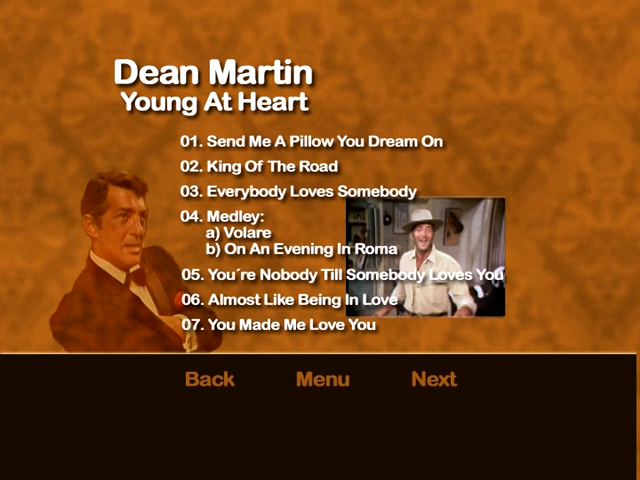 Dean Martin
Young At Heart
01. Send Me A Pillow You Dream On
02. King Of The Road
03. Everybody Loves Somebody
04. Medley:
a) Volare
b) On An Evening In Roma
05. You´re Nobody Till Somebody Loves You
06. Almost Like Being In Love
07. You Made Me Love You
Back Menu Next